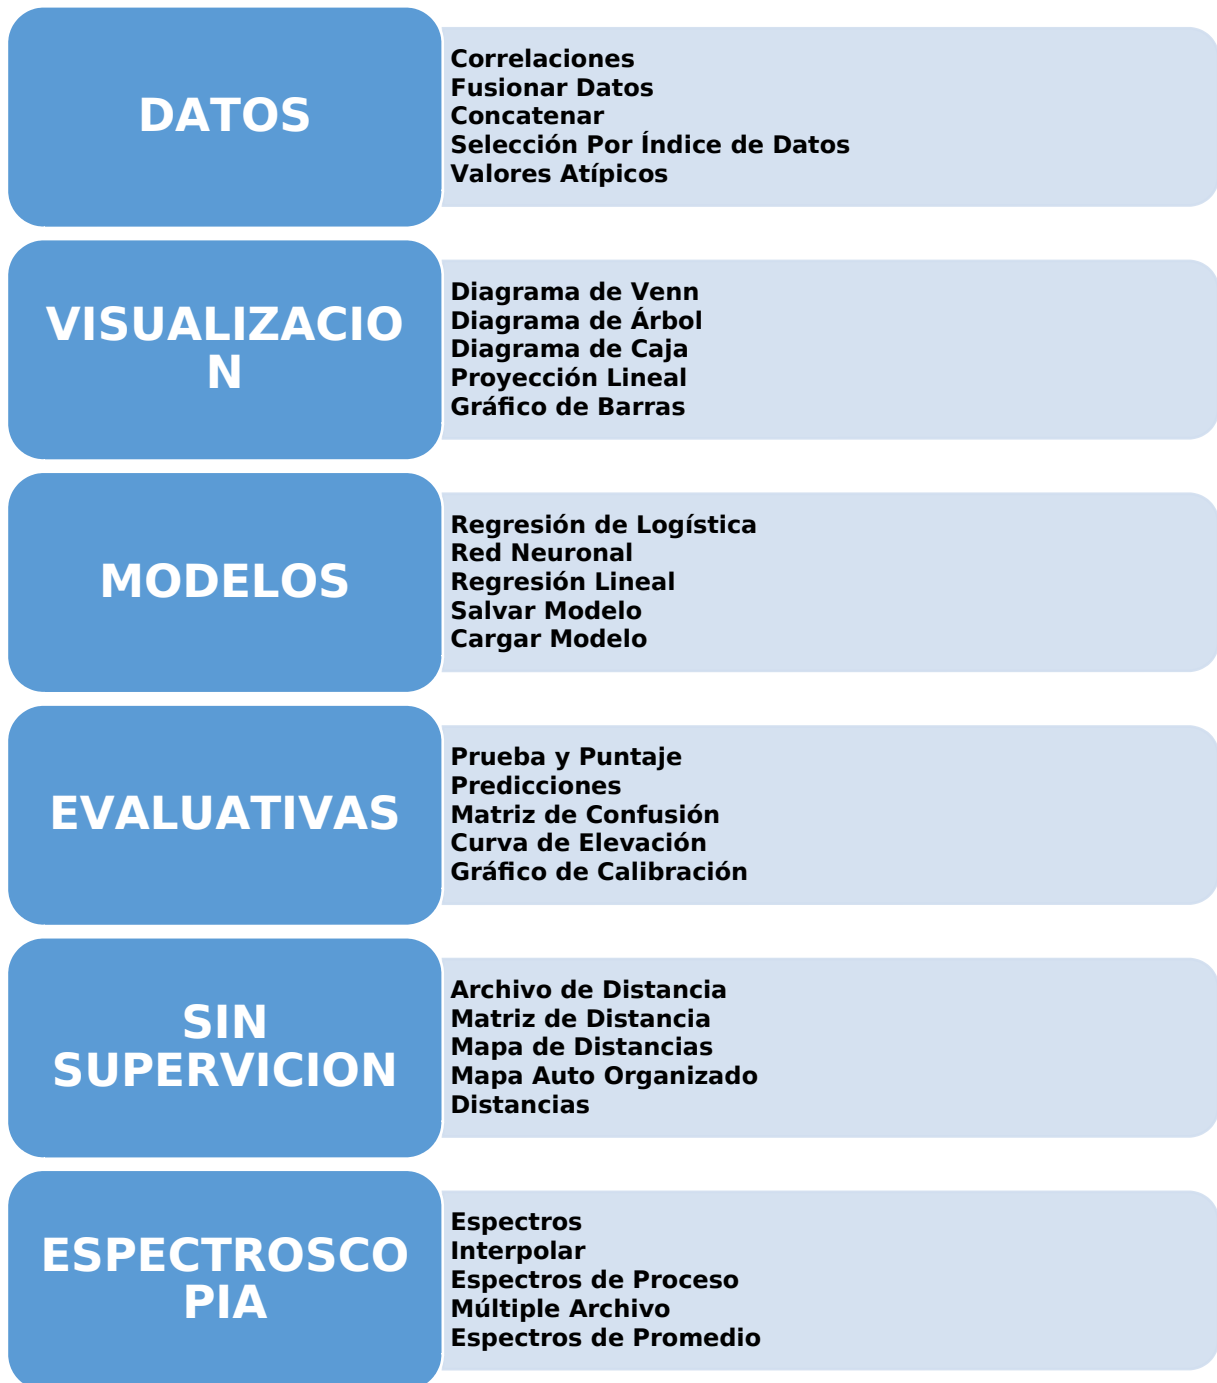 DATOS
Correlaciones
Fusionar Datos
Concatenar
Selección Por Índice de Datos
Valores Atípicos
VISUALIZACIO
N
Diagrama de Venn
Diagrama de Árbol
Diagrama de Caja
Proyección Lineal
Gráfico de Barras
MODELOS
Regresión de Logística
Red Neuronal
Regresión Lineal
Salvar Modelo
Cargar Modelo
EVALUATIVAS
Prueba y Puntaje
Predicciones
Matriz de Confusión
Curva de Elevación
Gráfico de Calibración
SIN
SUPERVICION
Archivo de Distancia
Matriz de Distancia
Mapa de Distancias
Mapa Auto Organizado
Distancias
ESPECTROSCO
PIA
Espectros
Interpolar
Espectros de Proceso
Múltiple Archivo
Espectros de Promedio